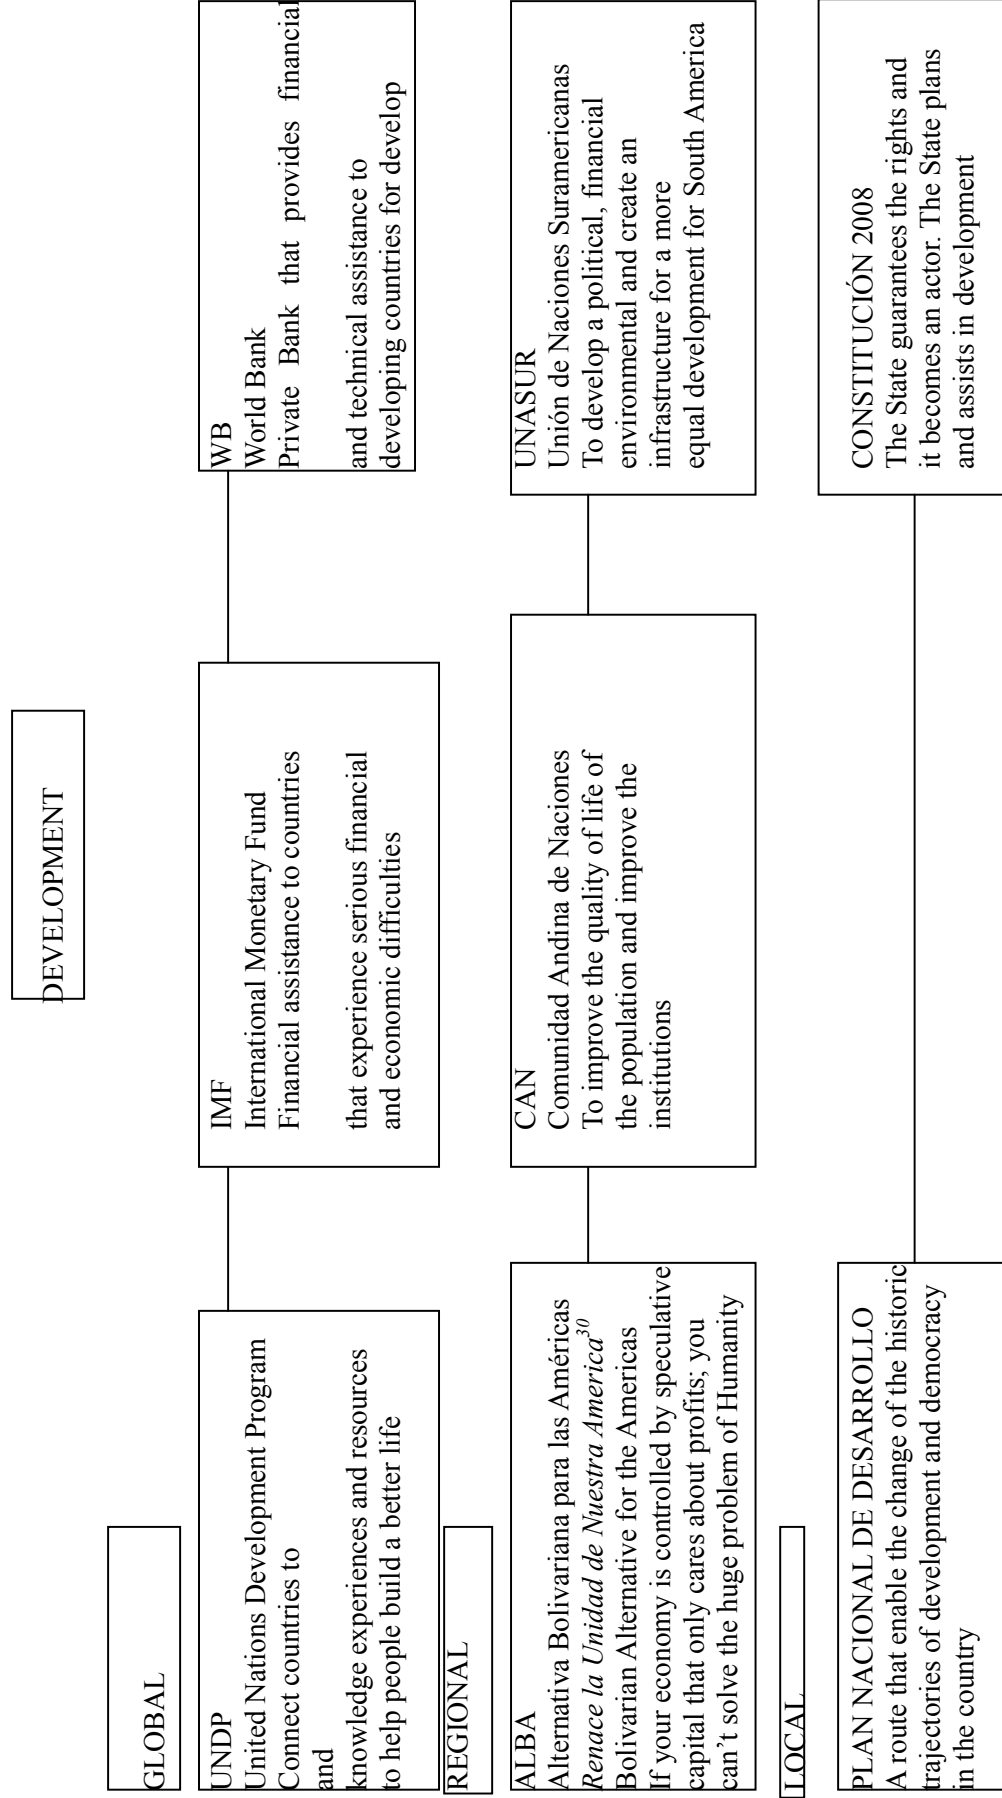 DEVELOPMENT
GLOBAL
UNDP
United Nations Development Program
Connect countries to
and
knowledge experiences and resources
to help people build a better life
IMF
International Monetary Fund
Financial assistance to countries
that experience serious financial
and economic difficulties
WB
World Bank
Private Bank that provides financial
and technical assistance to
developing countries for develop
REGIONAL
ALBA
Alternativa Bolivariana para las Américas
Renace la Unidad de Nuestra America30
Bolivarian Alternative for the Americas
If your economy is controlled by speculative
capital that only cares about profits; you
can't solve the huge problem of Humanity
CAN
Comunidad Andina de Naciones
To improve the quality of life of
the population and improve the
institutions
UNASUR
Unión de Naciones Suramericanas
To develop a political, financial
environmental and create an
infrastructure for a more
equal development for South America
LOCAL
PLAN NACIONAL DE DESARROLLO
A route that enable the change of the historic
trajectories of development and democracy
in the country
CONSTITUCIÓN 2008
The State guarantees the rights and
it becomes an actor. The State plans
and assists in development